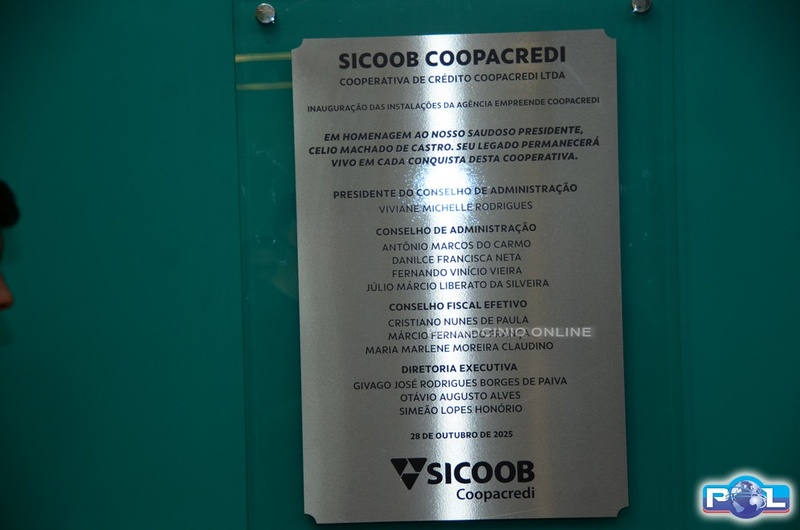 SICOOB COOPACREDI
COOPERATIVA DE CRÉDITO COOPACREDI LTDA
INAUGURAÇÃO DAS INSTALAÇÕES DA AGÊNCIA EMPREENDE COOPACREDI
EM HOMENAGEM AO NOSSO SAUDOSO PRESIDENTE,
CELIO MACHADO DE CASTRO. SEU LEGADO PERMANECERÁ
VIVO EM CADA CONQUISTA DESTA COOPERATIVA.
PRESIDENTE DO CONSELHO DE ADMINISTRAÇÃO
VIVIANE MICHELLE RODRIGUES
CONSELHO DE ADMINISTRAÇÃO
ANTÔNIO MARCOS DO CARMO
DANILCE FRANCISCA NETA
FERNANDO VINÍCIO VIEIRA
JÚLIO MÁRCIO LIBERATO DA SILVEIRA
CONSELHO FISCAL EFETIVO
CRISTIANO NUNES DE PAULA
MÁRCIO FERNANDO FRANÇA
ONLINE
MARIA MARLENE MOREIRA CLAUDINO
DIRETORIA EXECUTIVA
GIVAGO JOSÉ RODRIGUES BORGES DE PAIVA
OTÁVIO AUGUSTO ALVES
SIMEÃO LOPES HONÓRIO
28 DE OUTUBRO DE 2025
SICOOB
Coopacredi
POL